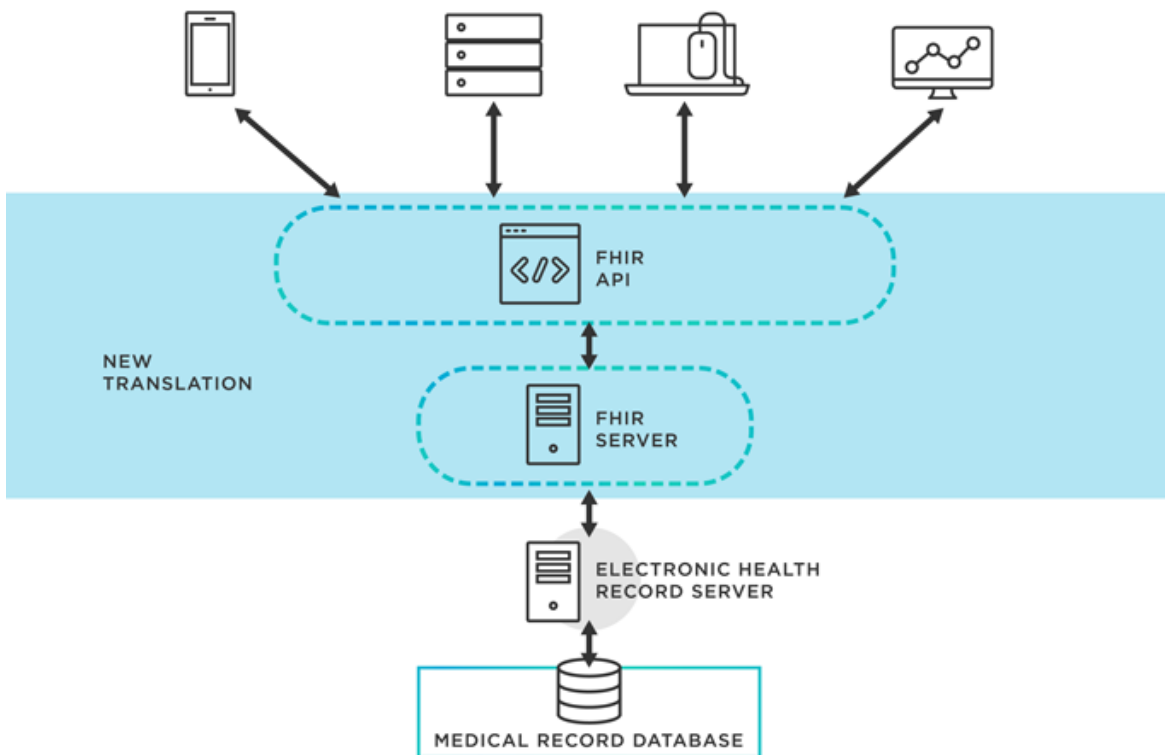 FHIR
API
NEW
TRANSLATION
FHIR
SERVER
ELECTRONIC HEALTH
RECORD SERVER
MEDICAL RECORD DATABASE